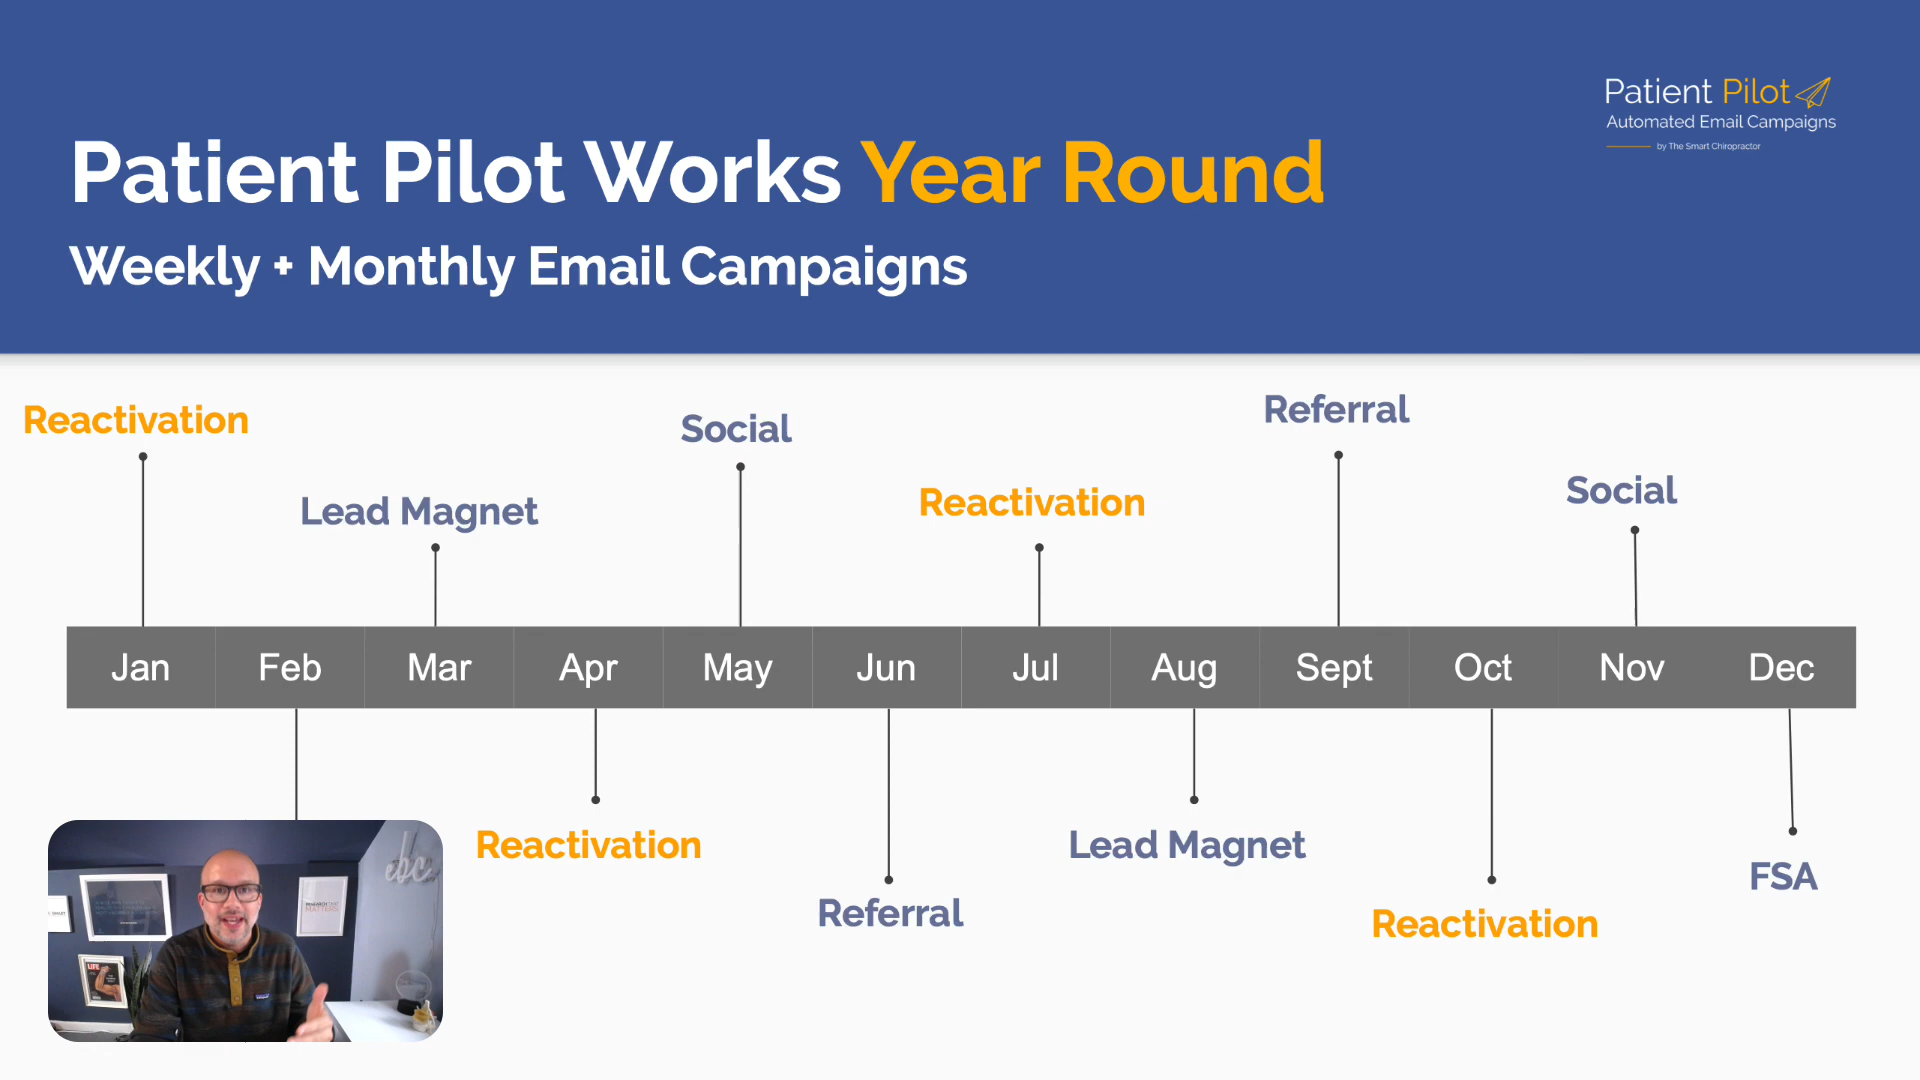 Patient Pilot
Automated Email Campaigns
by The Smart Chiropractor
Patient Pilot Works Year Round
Weekly + Monthly Email Campaigns
Reactivation
Lead Magnet
Social
Reactivation
Referral
Social
Jan Feb Mar Apr May Jun Jul Aug Sept Oct Nov Dec
Reactivation
Referral
Lead Magnet
Reactivation
FSA
LIFE
MATTERS